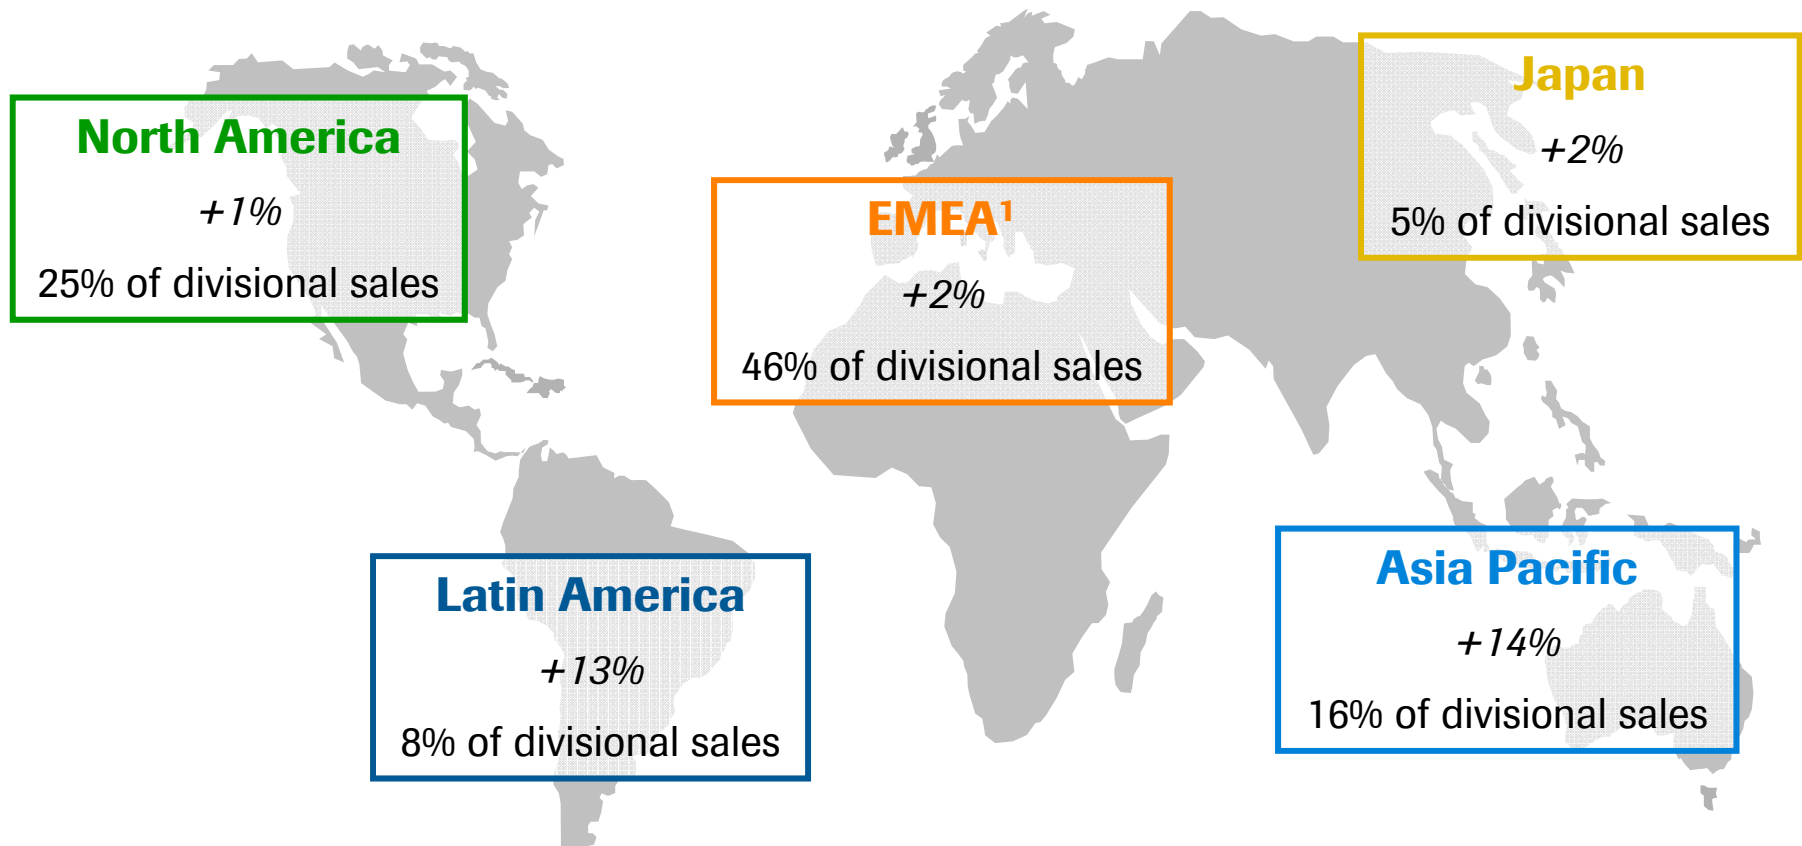 North America
+1%
25% of divisional sales
EMEA¹
+2%
46% of divisional sales
Japan
+2%
5% of divisional sales
Latin America
+13%
8% of divisional sales
Asia Pacific
+14%
16% of divisional sales